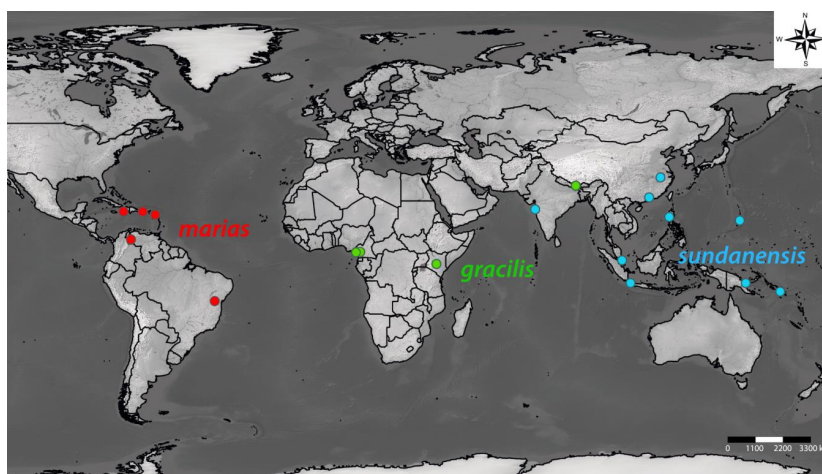 N
W E
S
marias
gracilis
sundanensis
0 1100 2200 3300 k